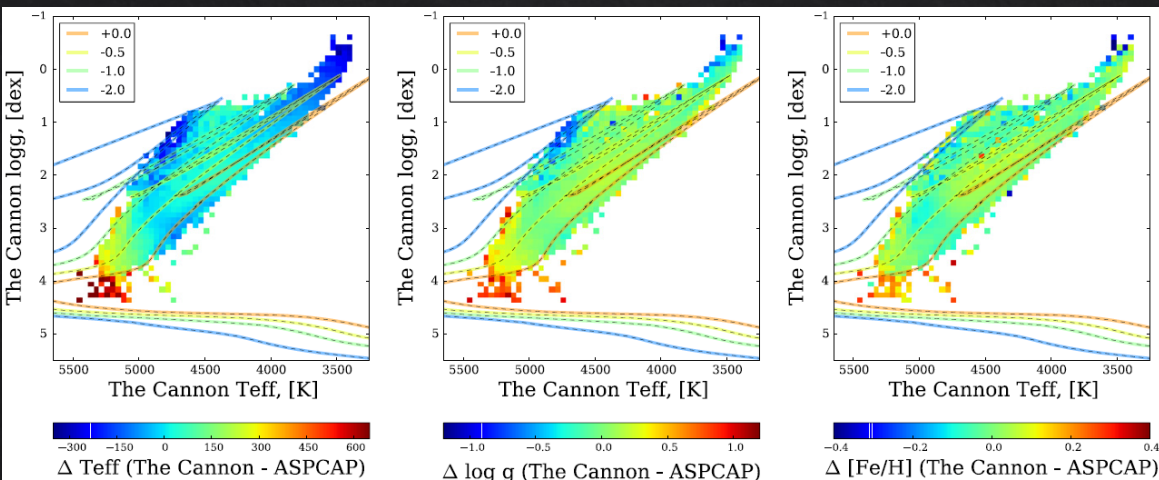 −1
0
1
2
3
4
5
The Cannon logg, [dex]
+0.0
-0.5
-1.0
-2.0
5500 5000 4500 4000 3500
The Cannon Teff, [K]
−300 −150 0 150 300 450 600
Δ Teff (The Cannon - ASPCAP)
−1
0
1
2
3
4
5
The Cannon logg, [dex]
+0.0
-0.5
-1.0
-2.0
5500 5000 4500 4000 3500
The Cannon Teff, [K]
−1.0 −0.5 0.0 0.5 1.0
Δ log g (The Cannon - ASPCAP)
−1
0
1
2
3
4
5
The Cannon logg, [dex]
+0.0
-0.5
-1.0
-2.0
5500 5000 4500 4000 3500
The Cannon Teff, [K]
−0.4 −0.2 0.0 0.2 0.4
Δ [Fe/H] (The Cannon - ASPCAP)